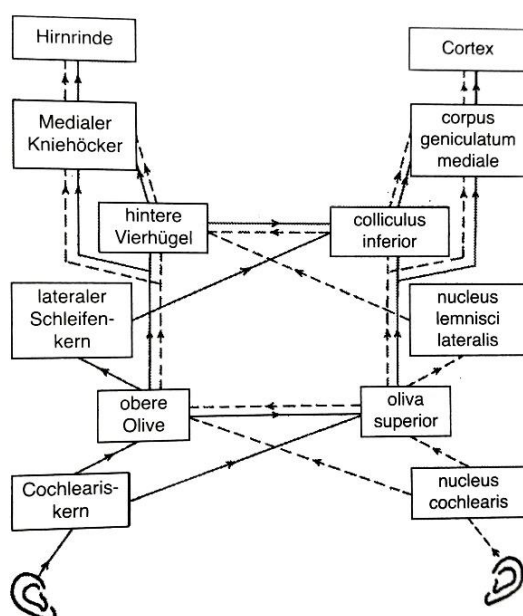 Hirnrinde
Cortex
Medialer
Kniehöcker
corpus
geniculatum
mediale
hintere
Vierhügel
colliculus
inferior
lateraler
Schleifen-
kern
nucleus
lemnisci
lateralis
obere
Olive
oliva
superior
Cochlearis-
kern
nucleus
cochlearis